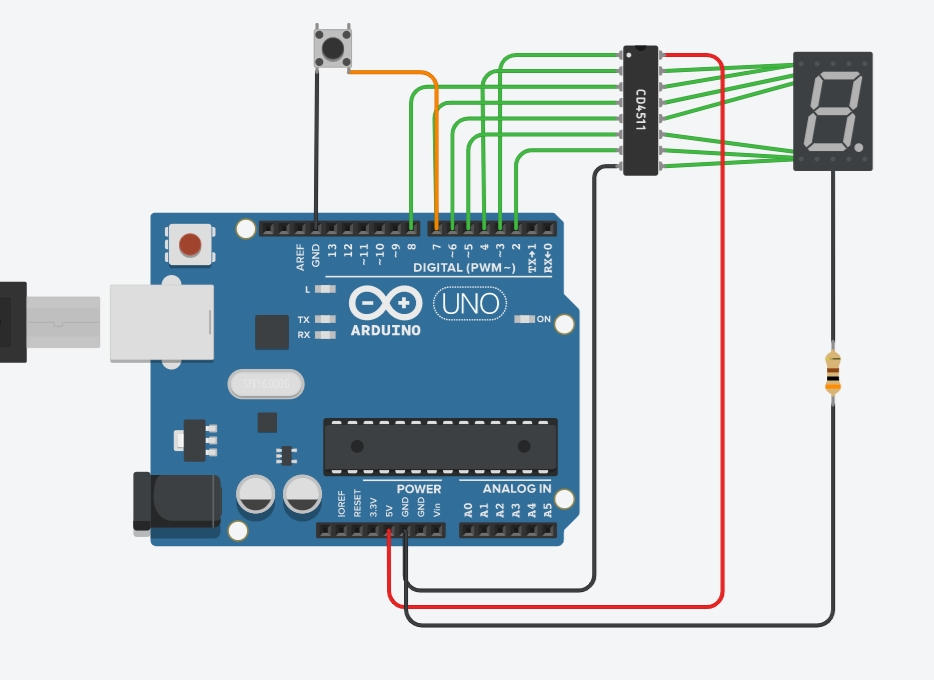 CD4511
AREF
GND
13
12
~11
~10
~9
8
7
~6
~5
4
~3
2
TX→1
RX←0
DIGITAL (PWM~)
L
TX
RX
UNO
ARDUINO
ON
POWER
ANALOG IN
IOREF
RESET
3.3V
5V
GND
GND
Vin
A0
A1
A2
A3
A4
A5